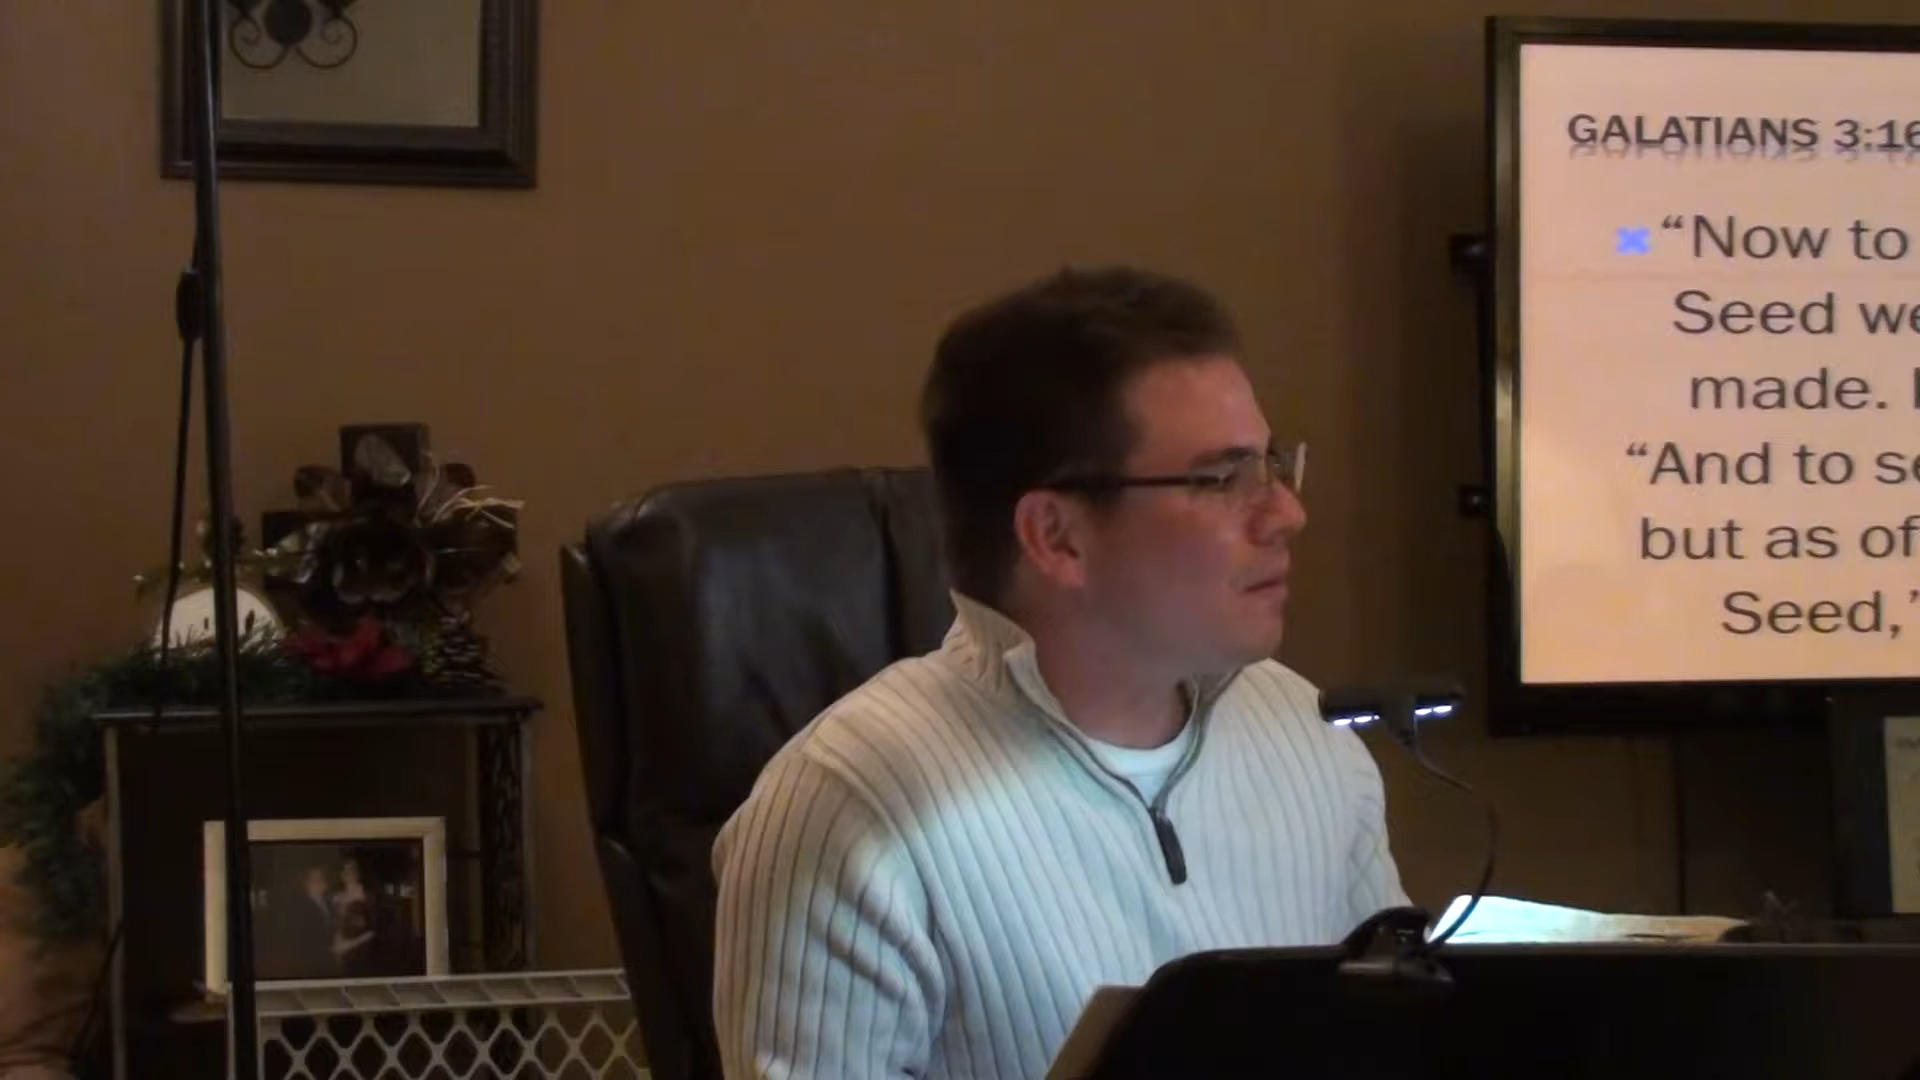 GALATIANS 3:16
“Now to
Seed we
made.
“And to se
but as of
Seed,”